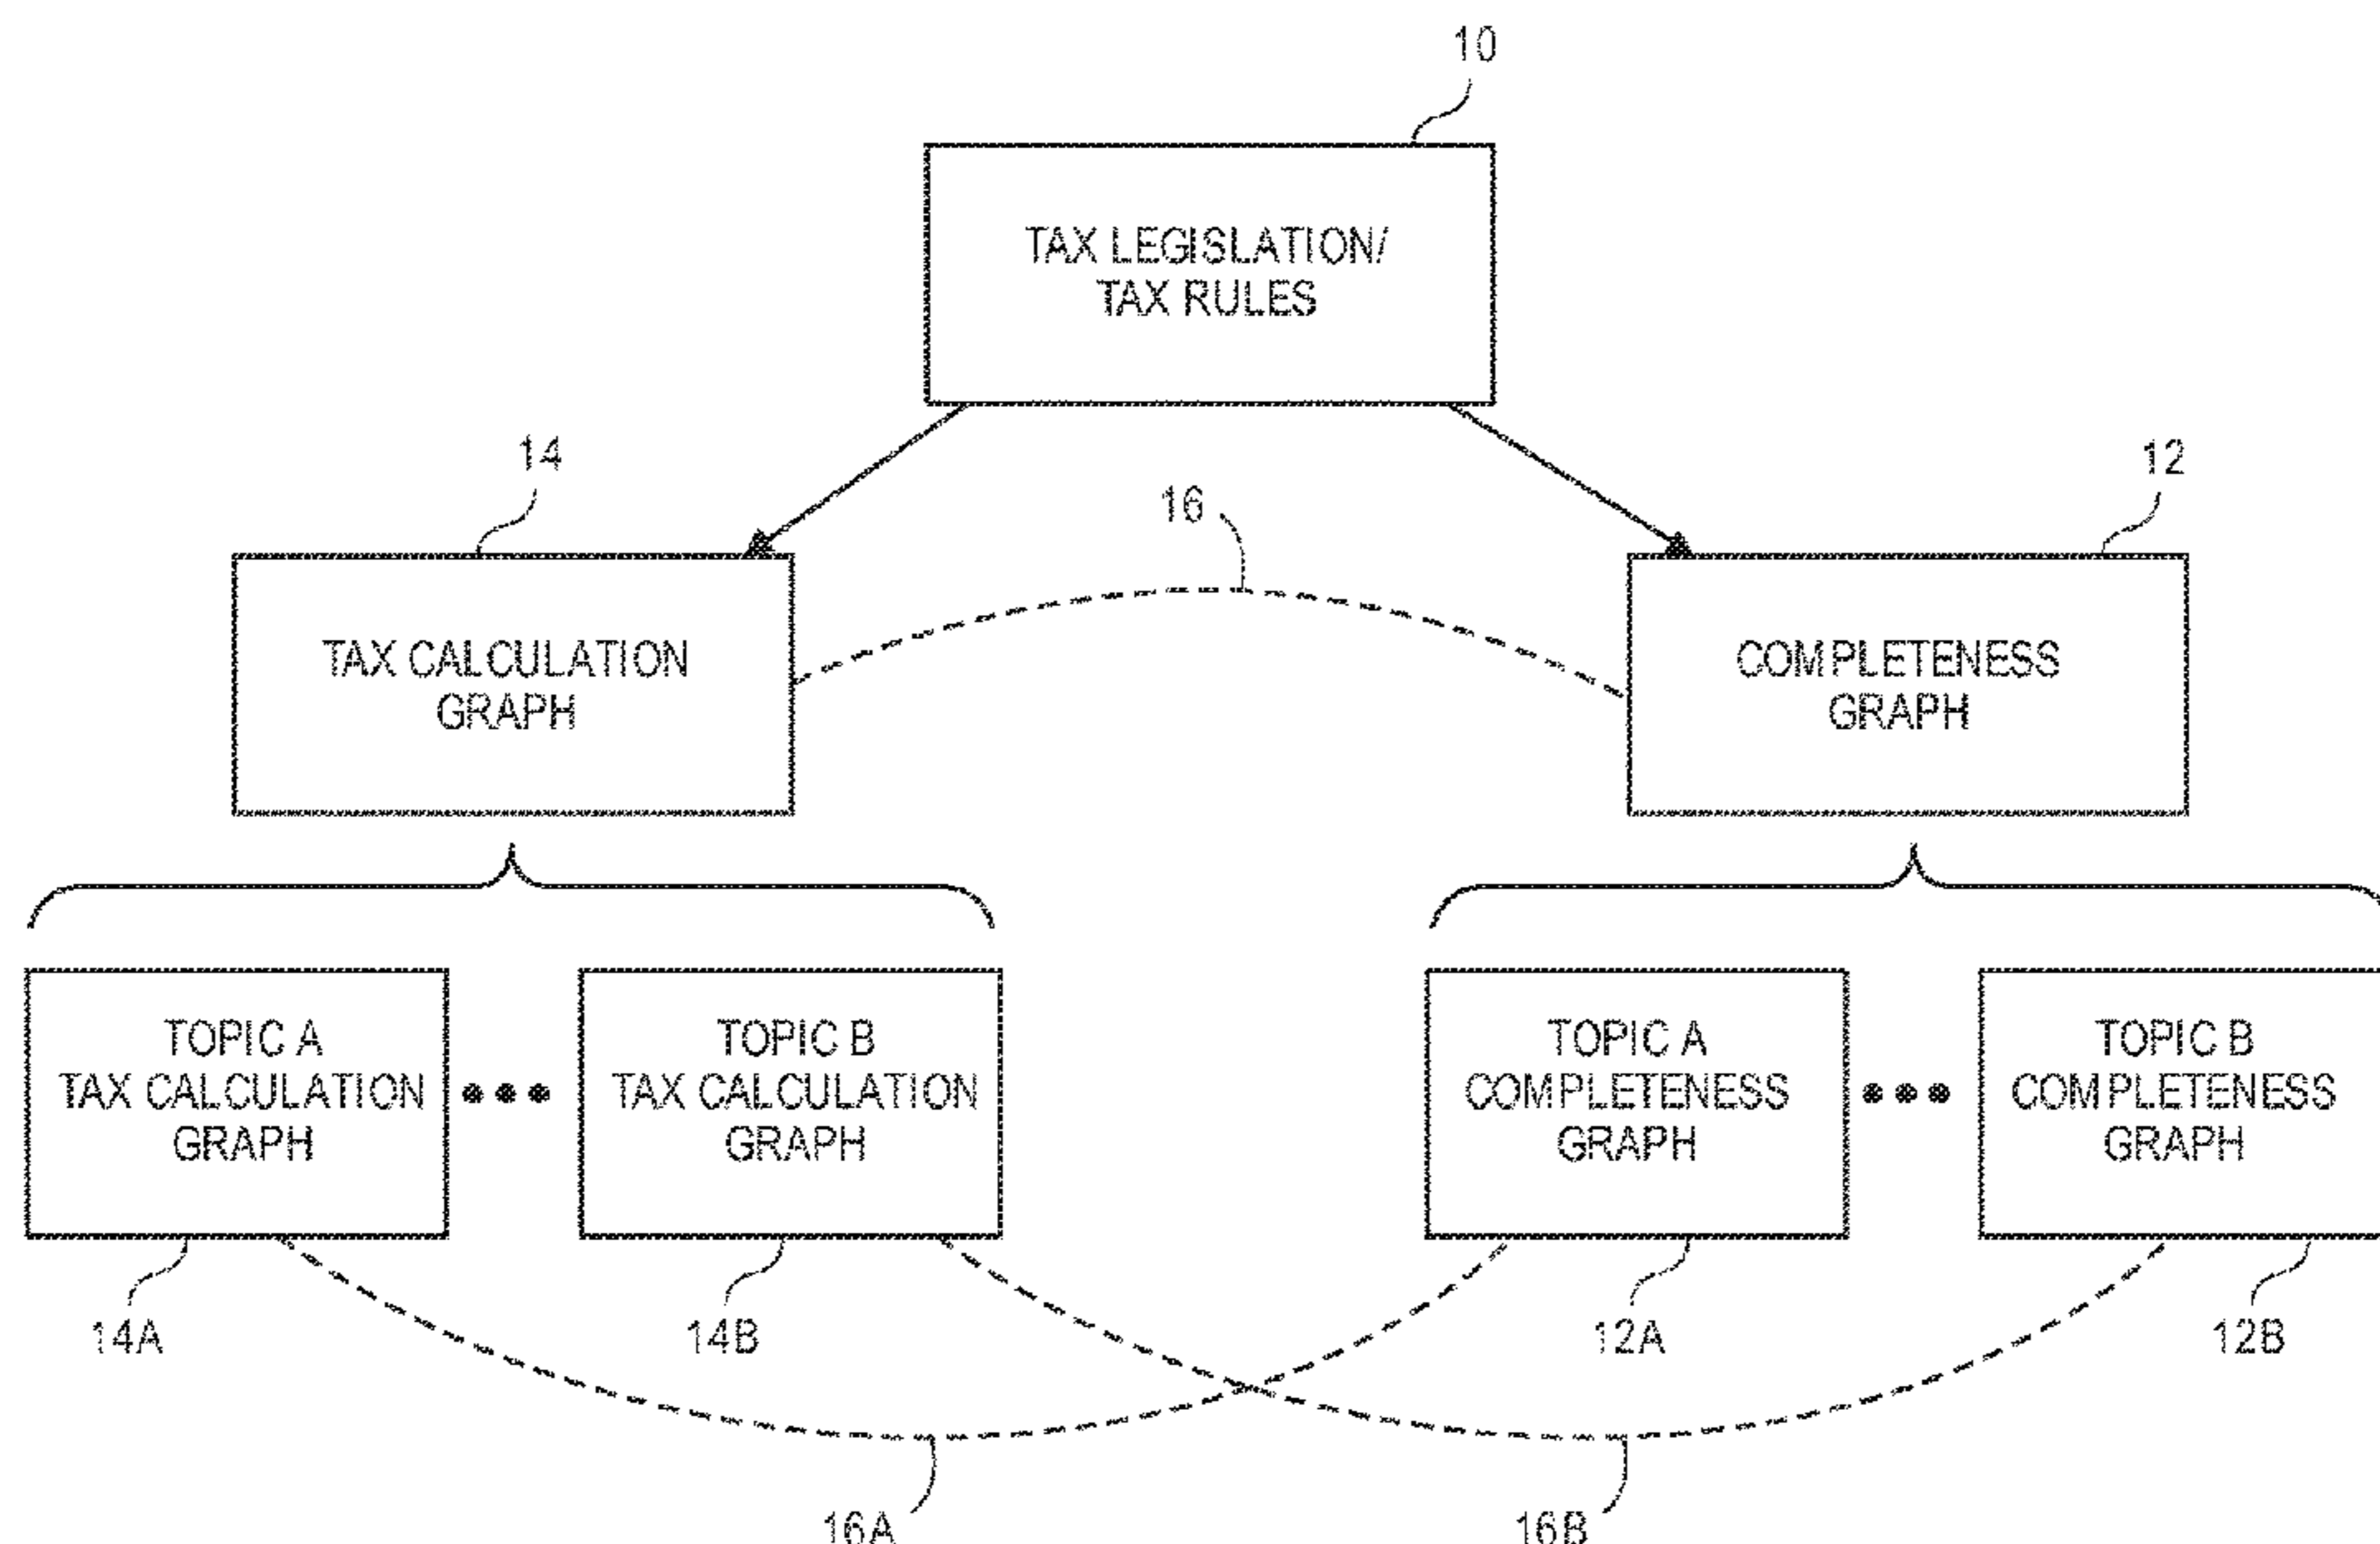 10
TAX LEGISLATION/
TAX RULES
14
16
12
TAX CALCULATION
GRAPH
COMPLETENESS
GRAPH
TOPIC A
TAX CALCULATION
GRAPH
TOPIC B
TAX CALCULATION
GRAPH
TOPIC A
COMPLETENESS
GRAPH
TOPIC B
COMPLETENESS
GRAPH
14A
14B
12A
12B
16A
16B